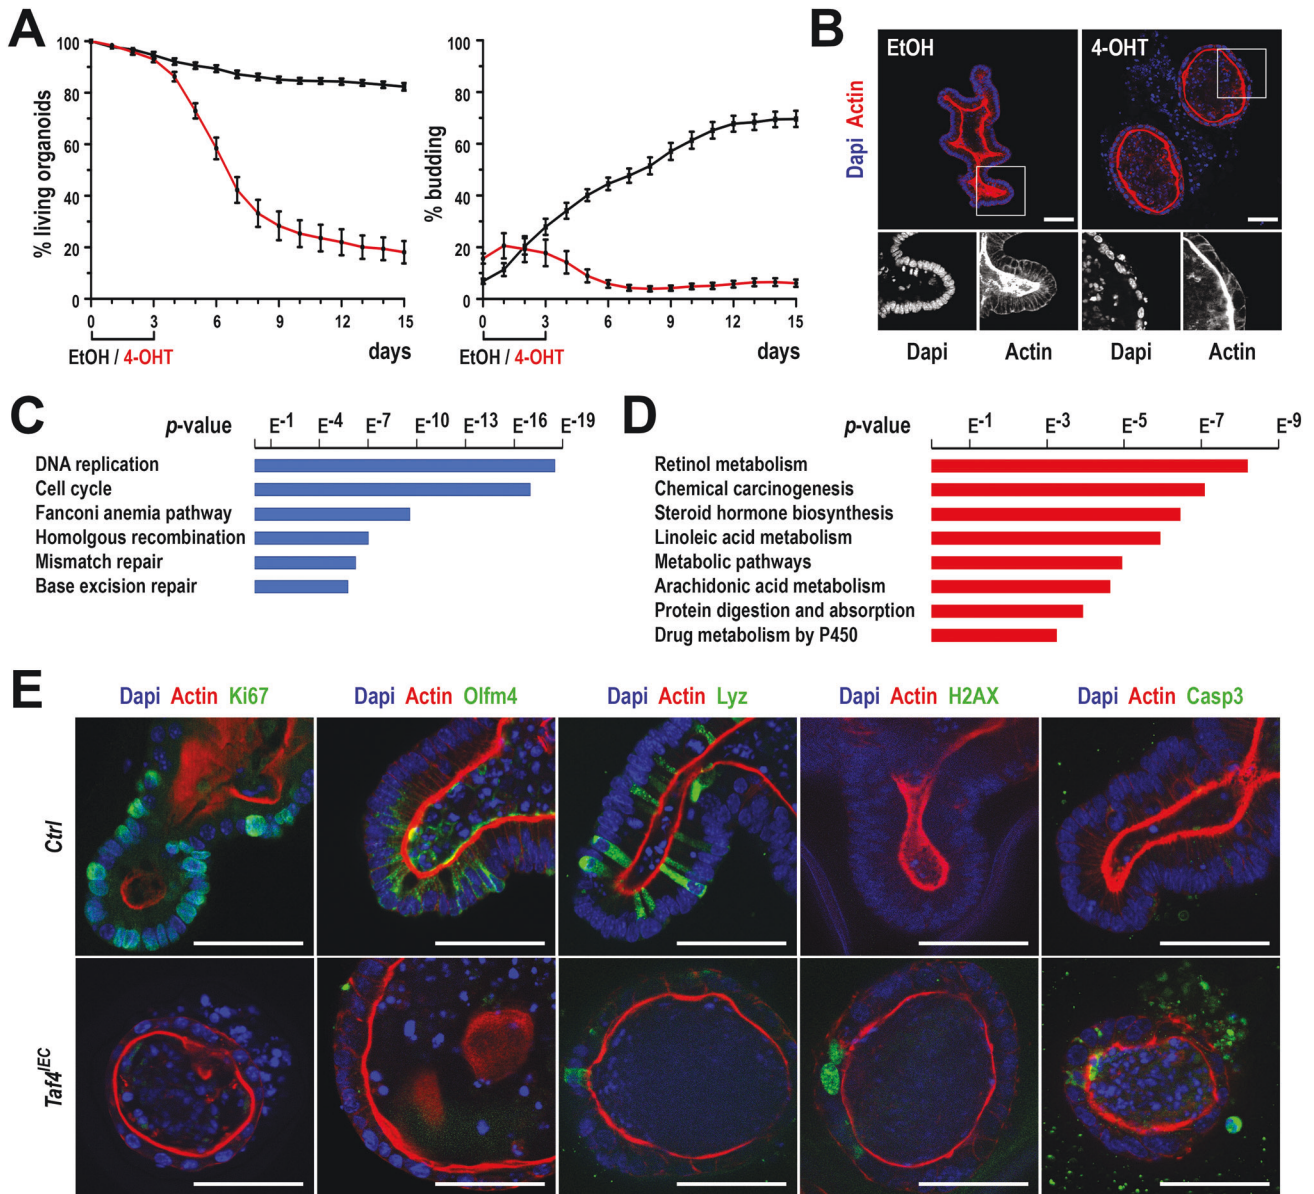 A
% living organoids
100
80
60
40
20
0
0 3 6 9 12 15
EtOH / 4-OHT
days
% budding
100
80
60
40
20
0
0 3 6 9 12 15
EtOH / 4-OHT
days
B
Dapi Actin
EtOH
4-OHT
Dapi Actin Dapi Actin
C
p-value E-1 E-4 E-7 E-10 E-13 E-16 E-19
DNA replication
Cell cycle
Fanconi anemia pathway
Homolgous recombination
Mismatch repair
Base excision repair
D
p-value E-1 E-3 E-5 E-7 E-9
Retinol metabolism
Chemical carcinogenesis
Steroid hormone biosynthesis
Linoleic acid metabolism
Metabolic pathways
Arachidonic acid metabolism
Protein digestion and absorption
Drug metabolism by P450
E
Dapi Actin Ki67
Dapi Actin Olfm4
Dapi Actin Lyz
Dapi Actin H2AX
Dapi Actin Casp3
Ctrl
Taf4IEC